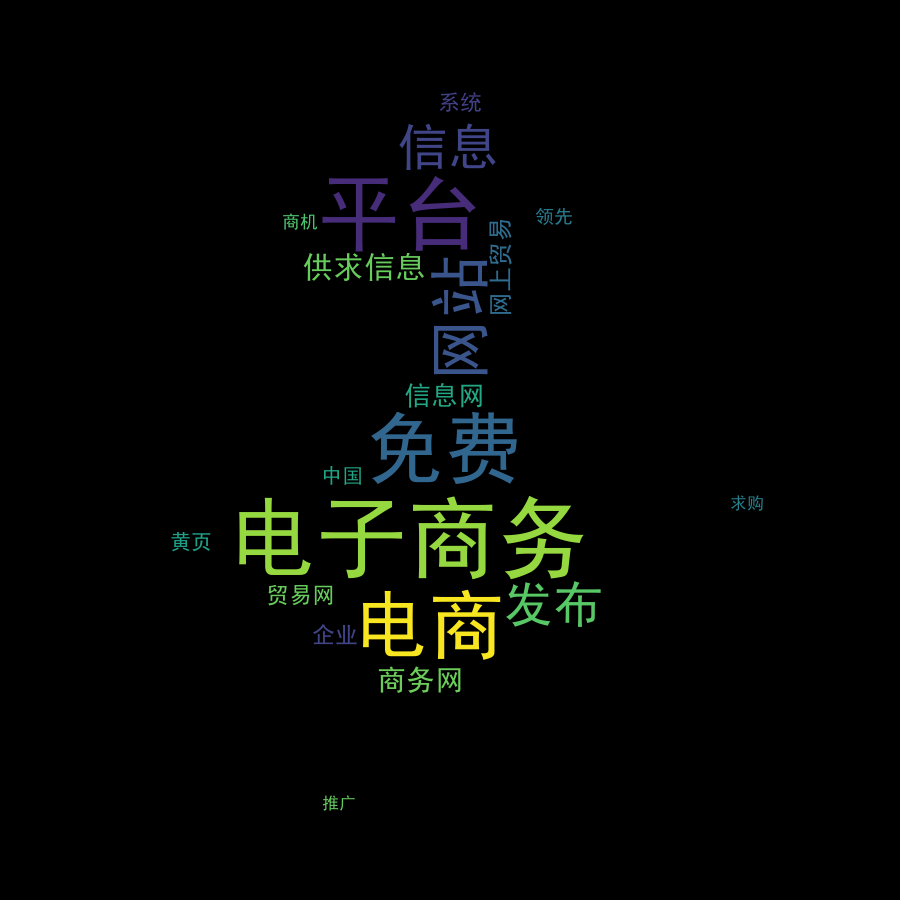 系统
信息
平台
商机
领先
供求信息
网上贸易
网站
信息网
免费
中国
电子商务
求购
黄页
贸易网
发布
电商
企业
商务网
推广